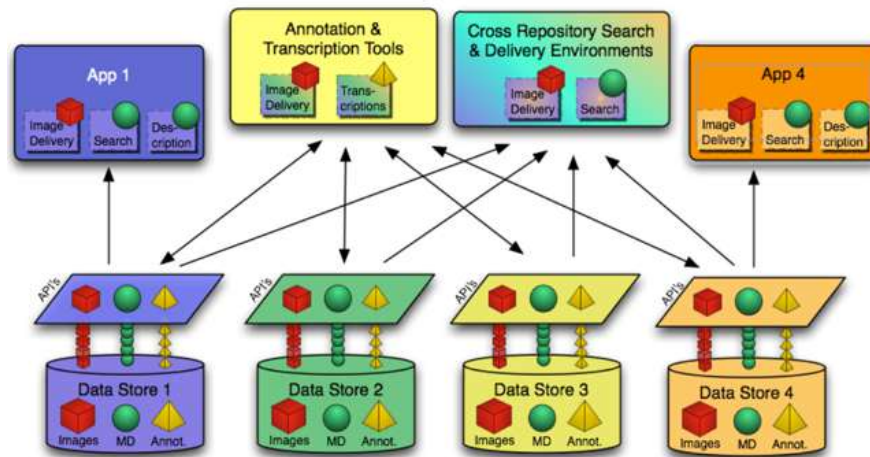 App 1
Image
Delivery
Search
Des-
cription
Annotation &
Transcription Tools
Image
Delivery
Trans-
criptions
Cross Repository Search
& Delivery Environments
Image
Delivery
Search
App 4
Image
Delivery
Search
Des-
cription
API's
API's
API's
API's
Data Store 1
Images MD Annot.
Data Store 2
Images MD Annot.
Data Store 3
Images MD Annot.
Data Store 4
Images MD Annot.